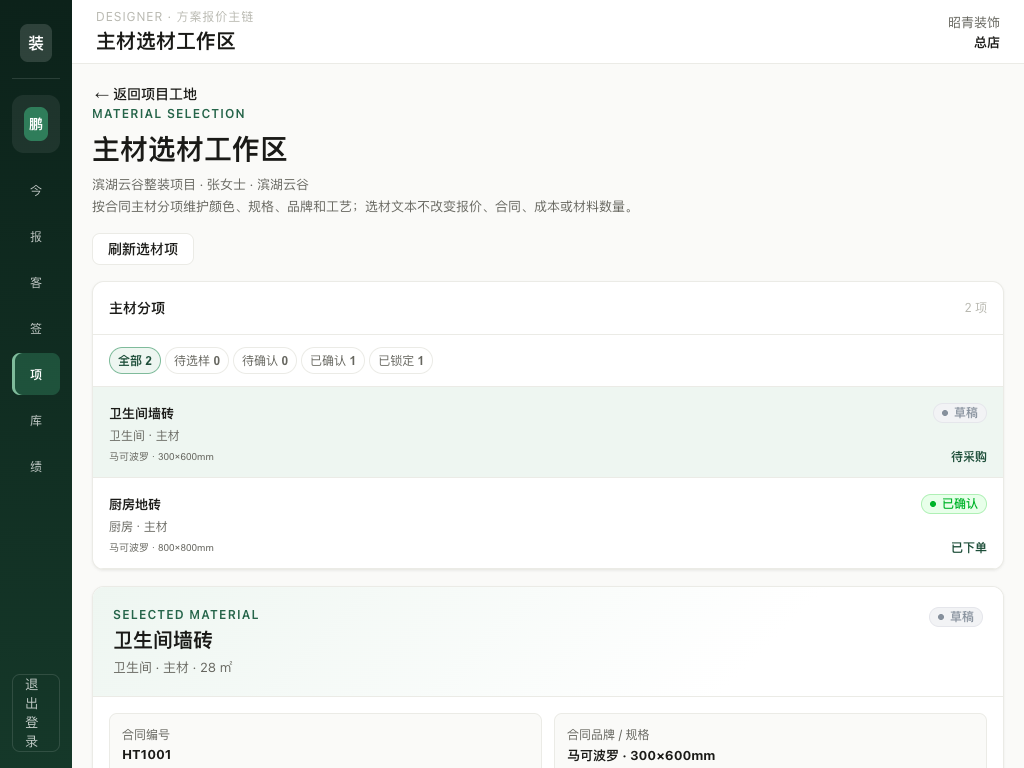 装
鹏
今
报
客
签
项
库
绩
退
出
登
录
DESIGNER · 方案报价主链
主材选材工作区
昭青装饰
总店
← 返回项目工地
MATERIAL SELECTION
主材选材工作区
滨湖云谷整装项目 · 张女士 · 滨湖云谷
按合同主材分项维护颜色、规格、品牌和工艺；选材文本不改变报价、合同、成本或材料数量。
刷新选材项
主材分项
2 项
全部 2
待选样 0
待确认 0
已确认 1
已锁定 1
卫生间墙砖
草稿
卫生间 · 主材
马可波罗 · 300×600mm
待采购
厨房地砖
已确认
厨房 · 主材
马可波罗 · 800×800mm
已下单
SELECTED MATERIAL
草稿
卫生间墙砖
卫生间 · 主材 · 28 ㎡
合同编号
HT1001
合同品牌 / 规格
马可波罗 · 300×600mm